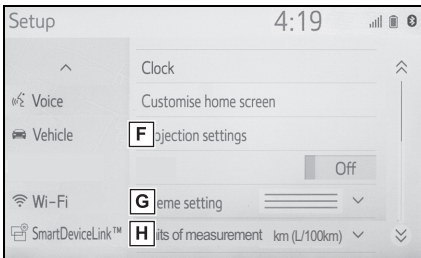 Setup 4:19
Clock
Voice Customise home screen
Vehicle F ojection settings
Off
Wi-Fi G eme setting
SmartDeviceLink™ H its of measurement km (L/100km)